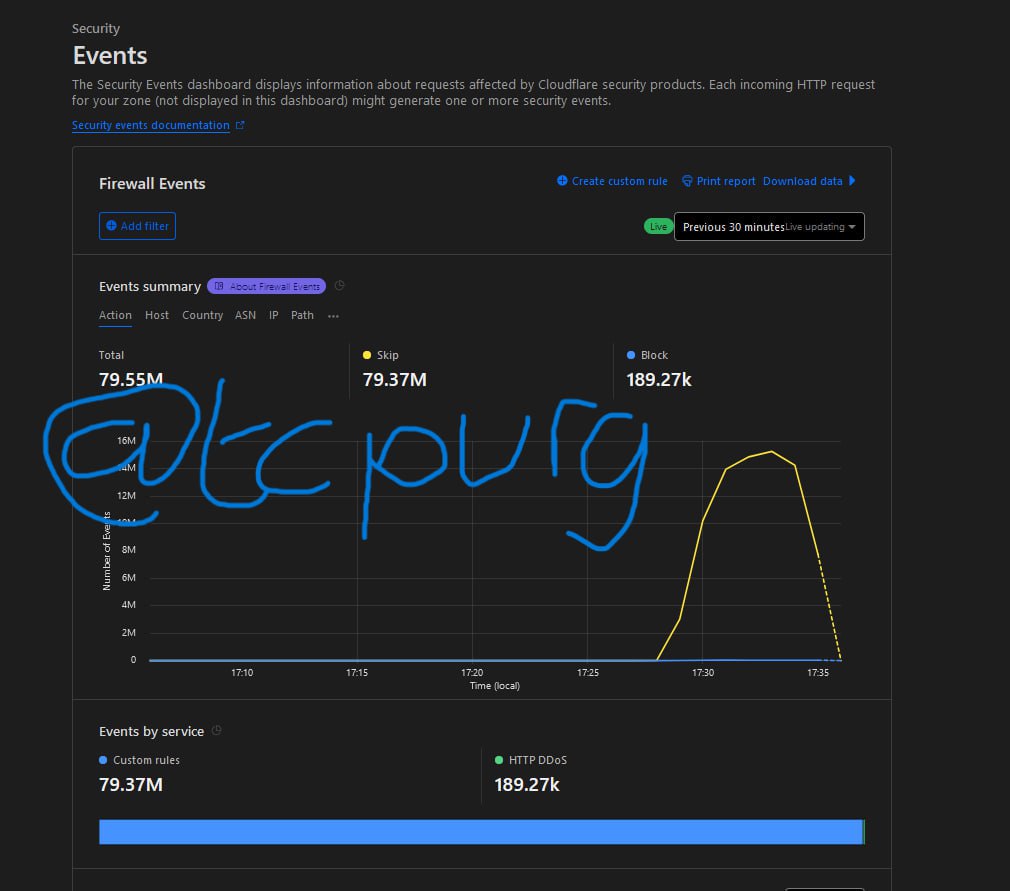 Security
Events
The Security Events dashboard displays information about requests affected by Cloudflare security products. Each incoming HTTP request
for your zone (not displayed in this dashboard) might generate one or more security events.
Security events documentation
Firewall Events
Create custom rule Print report Download data
Add filter
Live Previous 30 minutes Live updating
Events summary About Firewall Events
Action Host Country ASN IP Path ...
Total Skip Block
79.55M 79.37M 189.27k
@tcpvg
16M
14M
12M
10M
8M
6M
4M
2M
0
Number of Events
17:10 17:15 17:20 17:25 17:30 17:35
Time (local)
Events by service
Custom rules HTTP DDoS
79.37M 189.27k